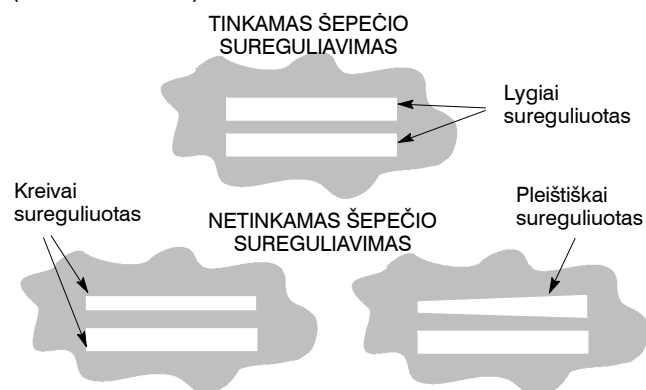 TINKAMAS ŠEPEČIO
SUREGULIAVIMAS
Lygiai
sureguliuotas
Kreivai
sureguliuotas
NETINKAMAS ŠEPEČIO
SUREGULIAVIMAS
Pleištiškai
sureguliuotas